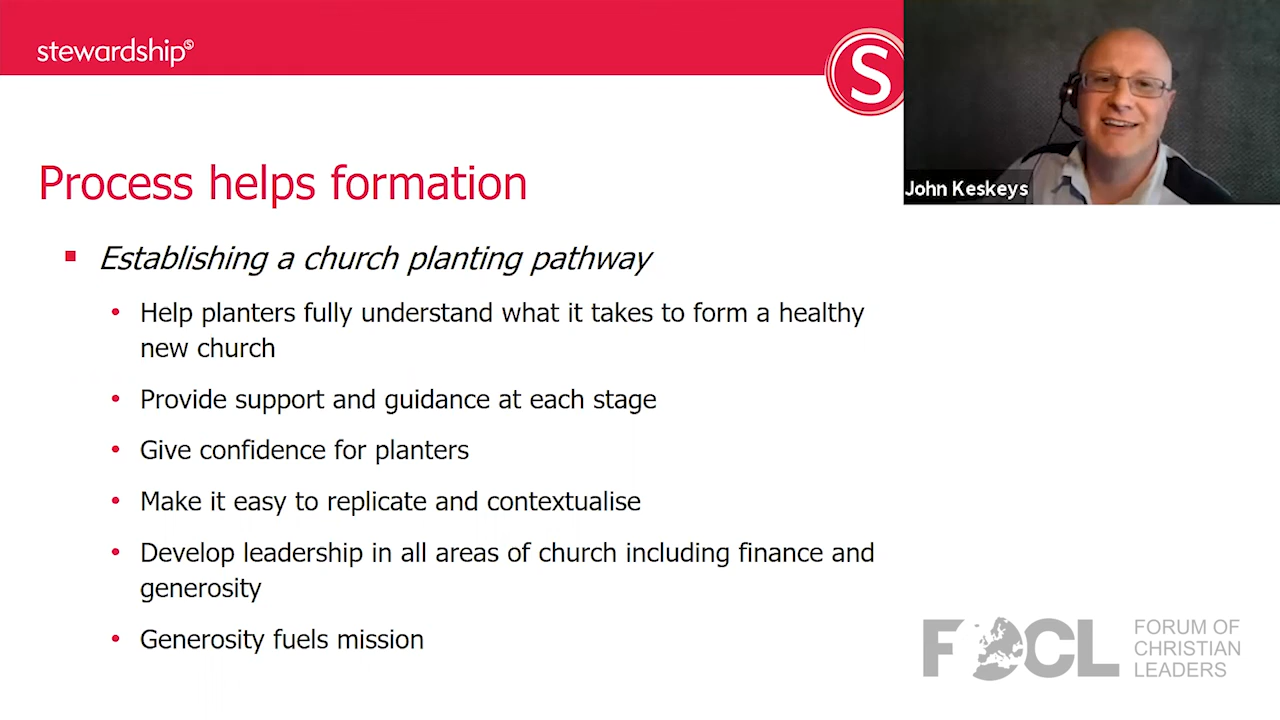 stewardship
S
John Keskeys
Process helps formation
Establishing a church planting pathway
Help planters fully understand what it takes to form a healthy
new church
Provide support and guidance at each stage
Give confidence for planters
Make it easy to replicate and contextualise
Develop leadership in all areas of church including finance and
generosity
Generosity fuels mission
FOCL
FORUM OF
CHRISTIAN
LEADERS